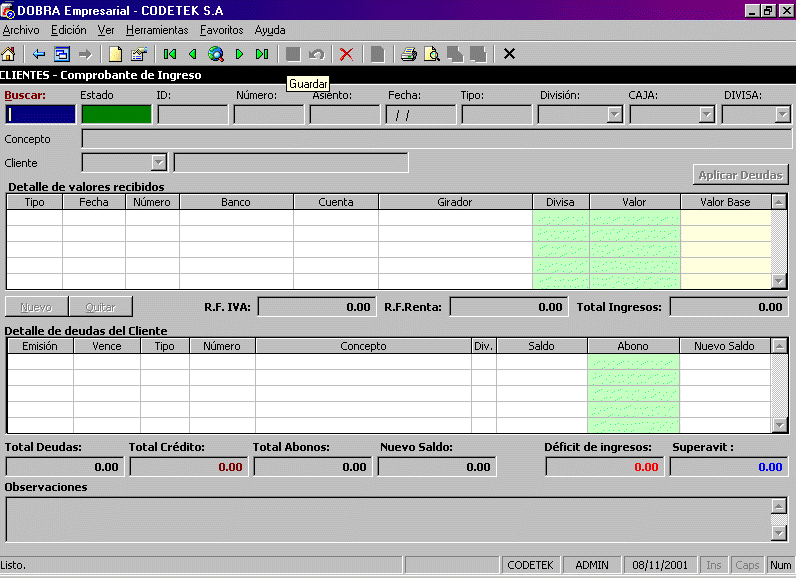 DOBRA Empresarial - CODETEK S.A
Archivo Edición Ver Herramientas Favoritos Ayuda
CLIENTES - Comprobante de Ingreso
Guardar
Buscar: Estado ID: Número: Asiento: Fecha: Tipo: División: CAJA: DIVISA:
/ /
Concepto
Cliente
Aplicar Deudas
Detalle de valores recibidos
Tipo Fecha Número Banco Cuenta Girador Divisa Valor Valor Base
Nuevo Quitar R.F. IVA: 0.00 R.F.Renta: 0.00 Total Ingresos: 0.00
Detalle de deudas del Cliente
Emisión Vence Tipo Número Concepto Div. Saldo Abono Nuevo Saldo
Total Deudas: Total Crédito: Total Abonos: Nuevo Saldo: Déficit de ingresos: Superavit :
0.00 0.00 0.00 0.00 0.00 0.00
Observaciones
Listo. CODETEK ADMIN 08/11/2001 Ins Caps Num